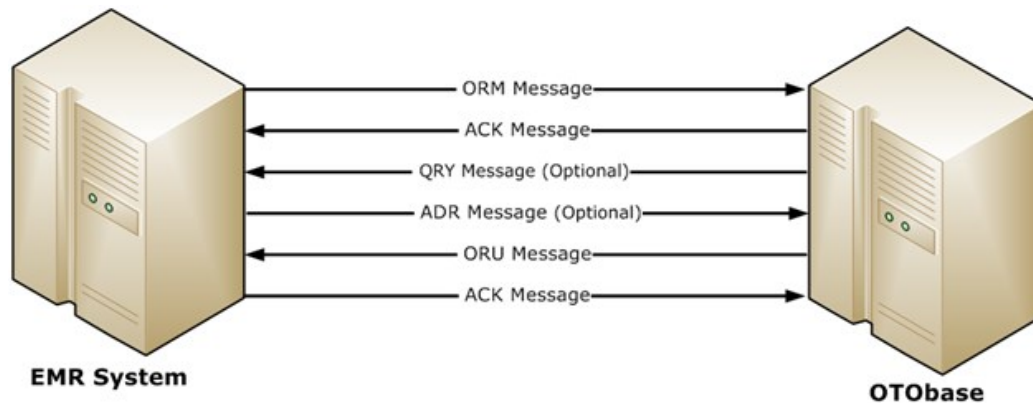 ORM Message
ACK Message
QRY Message (Optional)
ADR Message (Optional)
ORU Message
ACK Message
EMR System
OTObase